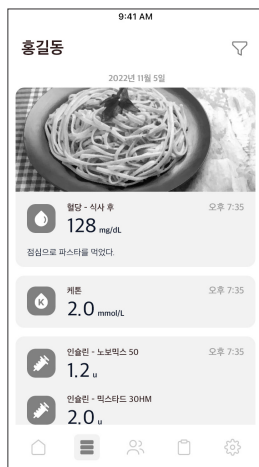 9:41 AM
홍길동
2022년 11월 5일
혈당 - 식사 후 오후 7:35
128 mg/dL
점심으로 파스타를 먹었다.
케톤 오후 7:35
K
2.0 mmol/L
인슐린 - 노보믹스 50 오후 7:35
1.2 u
인슐린 - 믹스타드 30HM
2.0 u